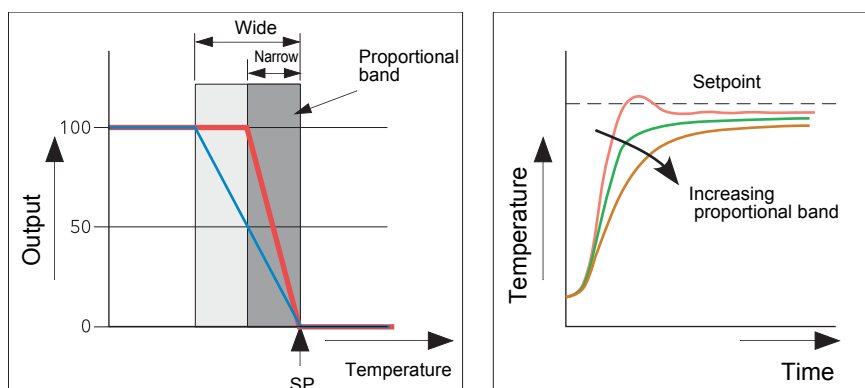 Wide
Narrow
Proportional
band
100
50
0
Output
Temperature
SP
Setpoint
Increasing
proportional band
Temperature
Time